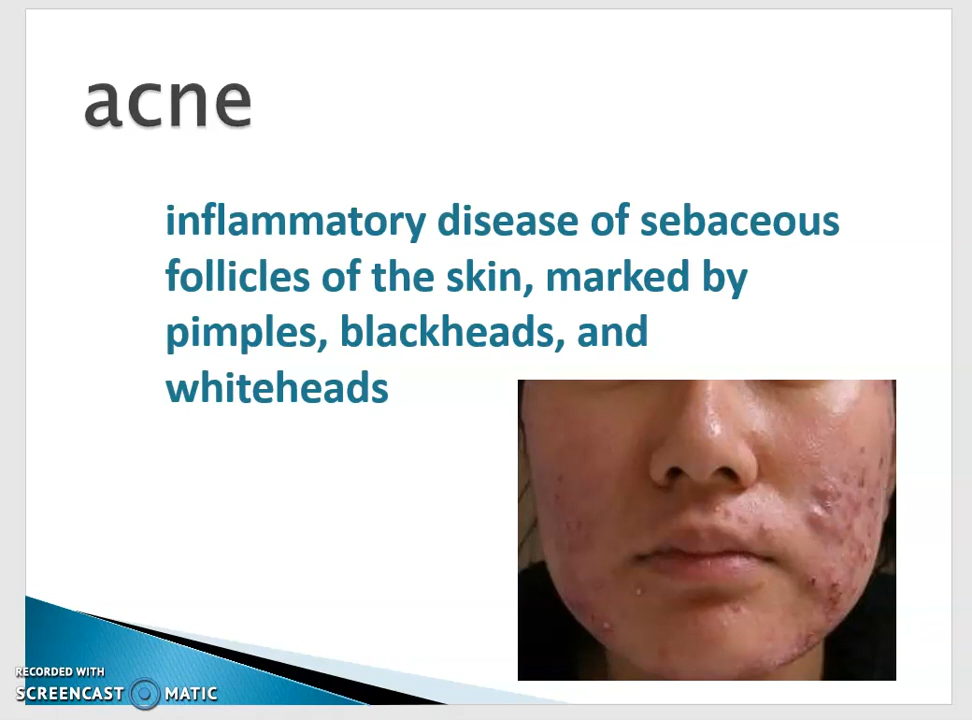 acne
inflammatory disease of sebaceous
follicles of the skin, marked by
pimples, blackheads, and
whiteheads
RECORDED WITH
SCREENCAST MATIC